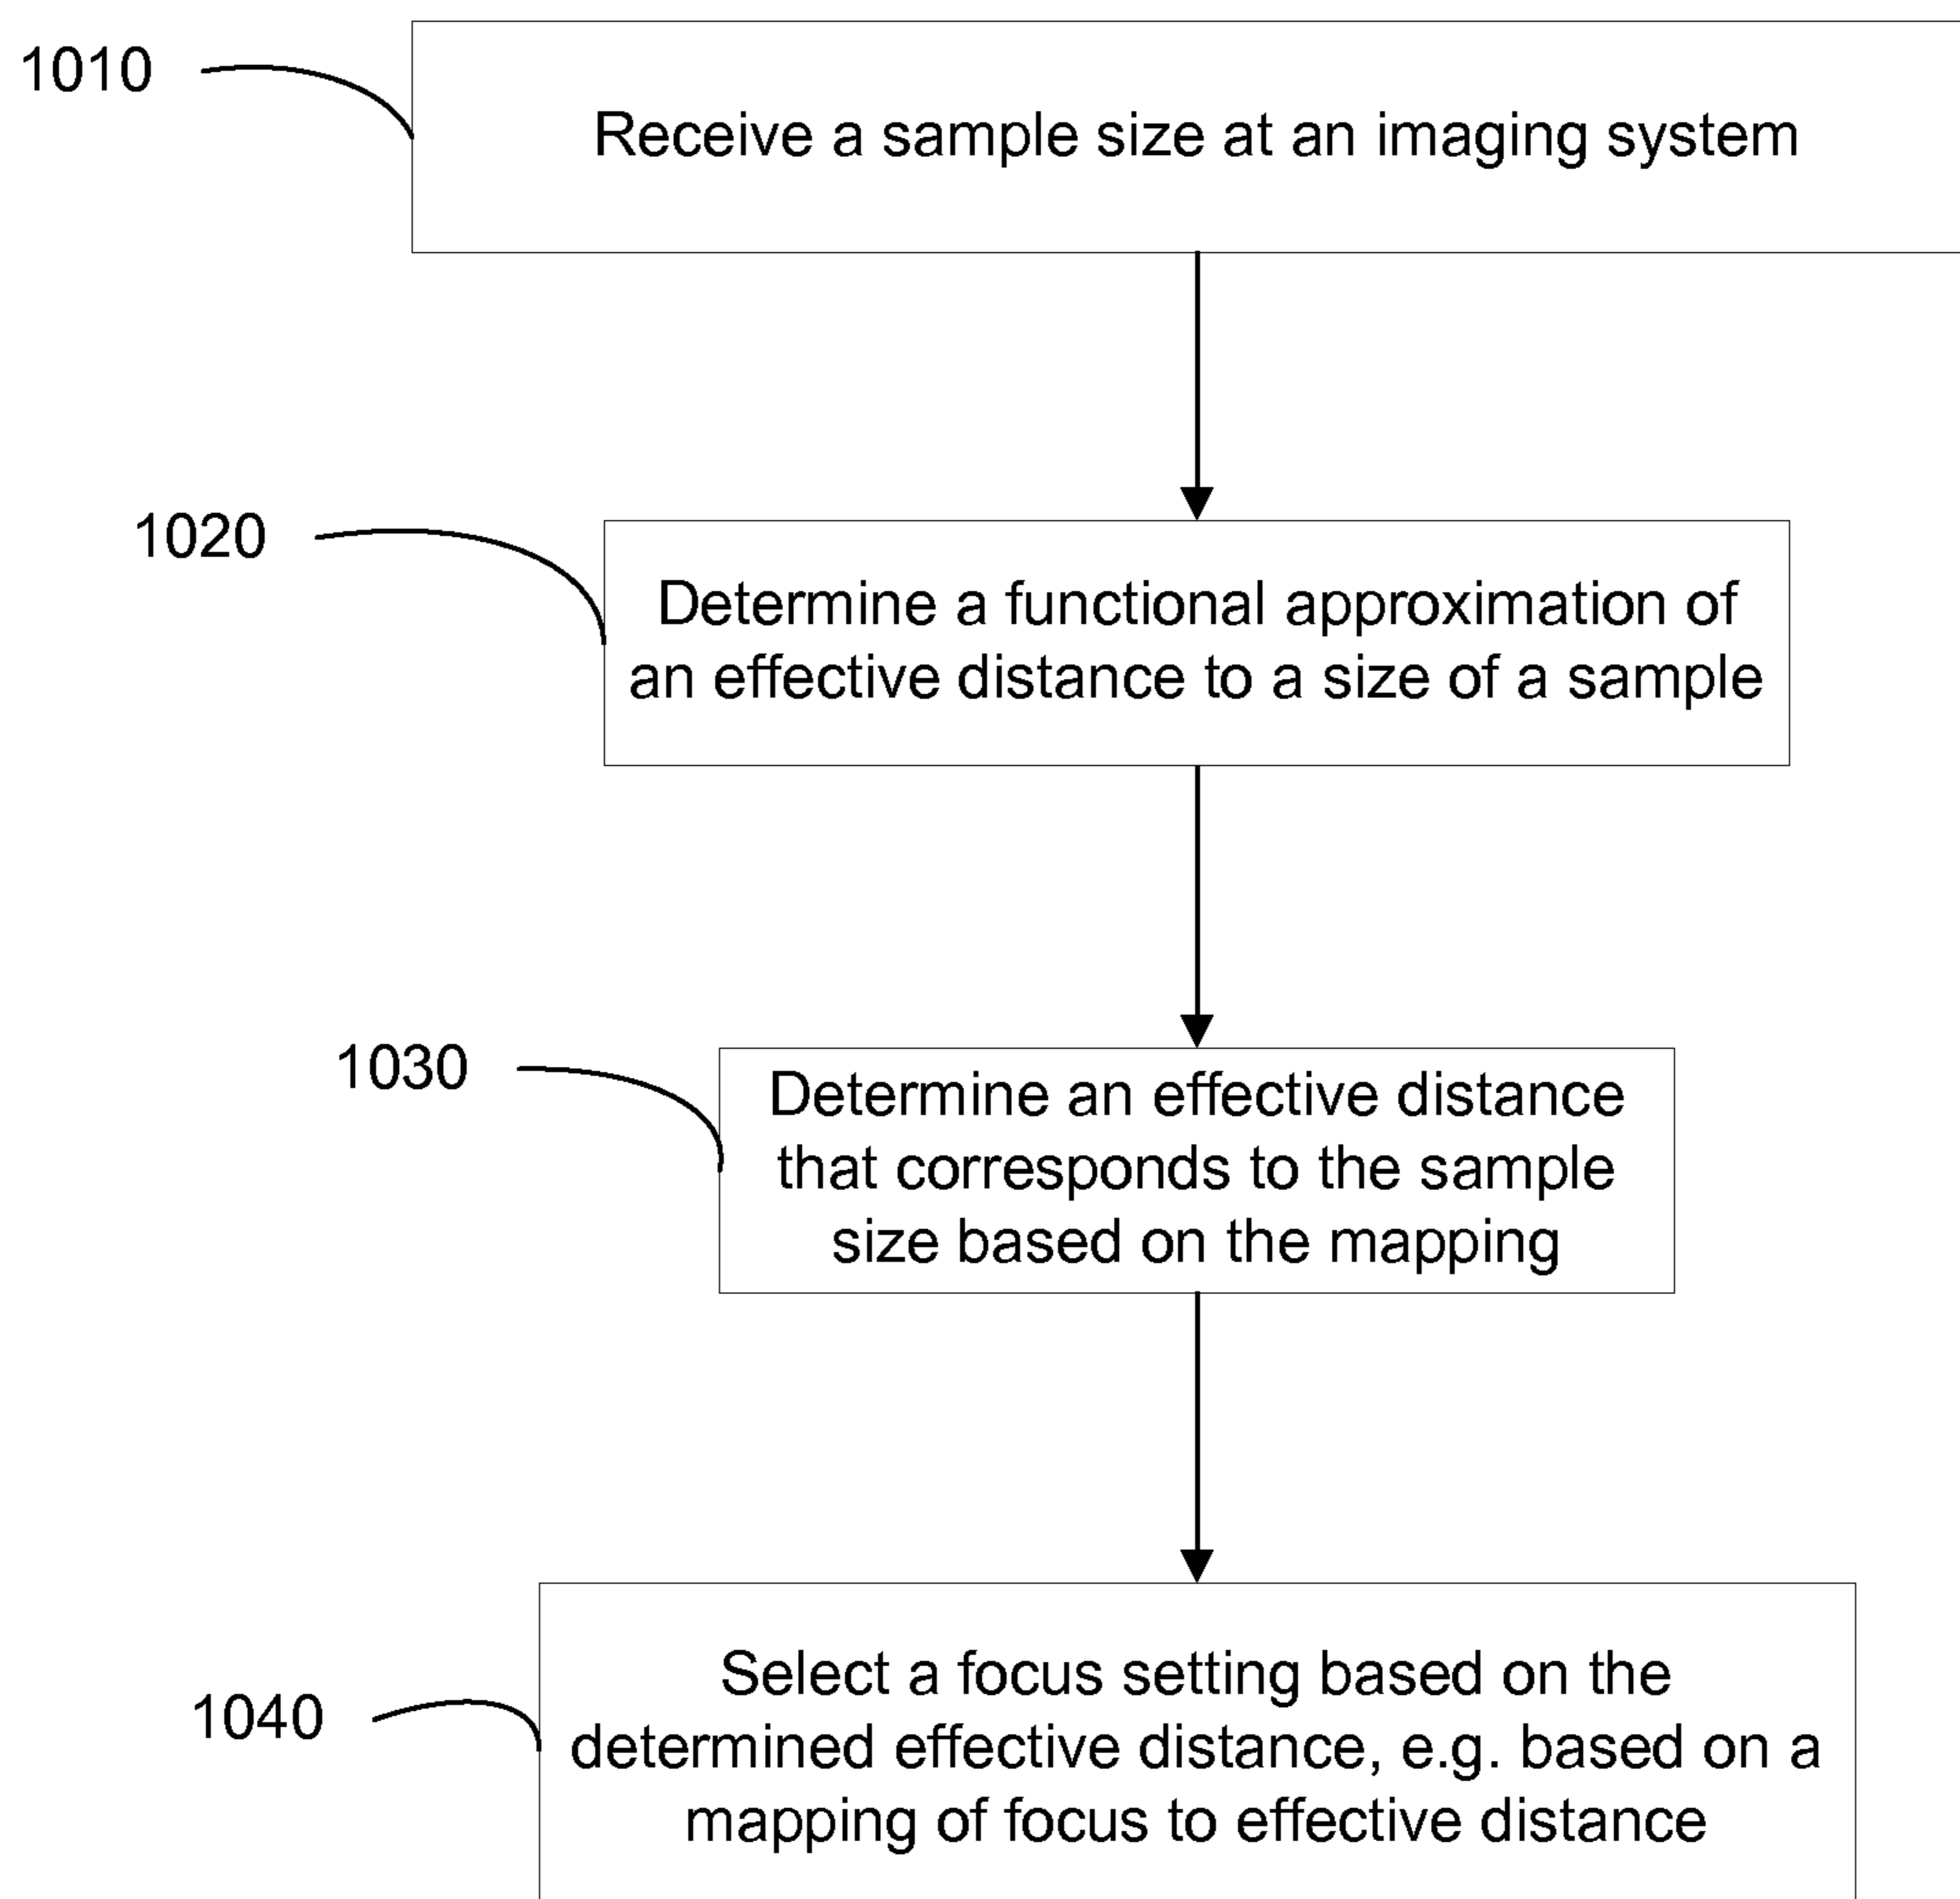 1010
Receive a sample size at an imaging system
1020
Determine a functional approximation of
an effective distance to a size of a sample
1030
Determine an effective distance
that corresponds to the sample
size based on the mapping
1040
Select a focus setting based on the
determined effective distance, e.g. based on a
mapping of focus to effective distance